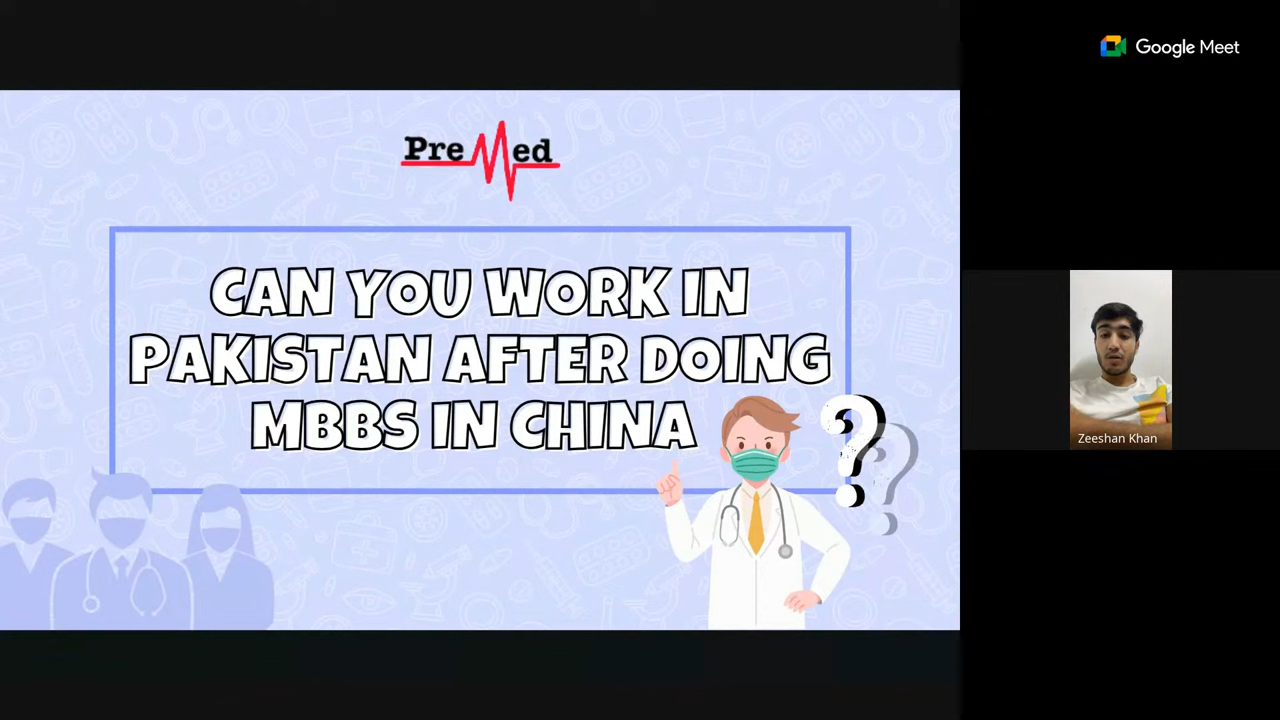 PreMed
CAN YOU WORK IN
PAKISTAN AFTER DOING
MBBS IN CHINA
??
Google Meet
Zeeshan Khan